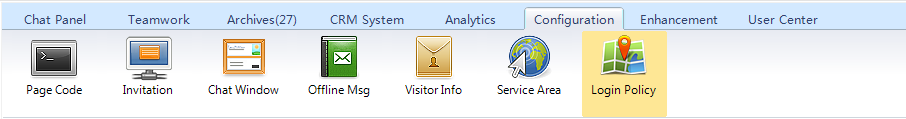 Chat Panel Teamwork Archives(27) CRM System Analytics Configuration Enhancement User Center
>_
Page Code Invitation Chat Window Offline Msg Visitor Info Service Area Login Policy